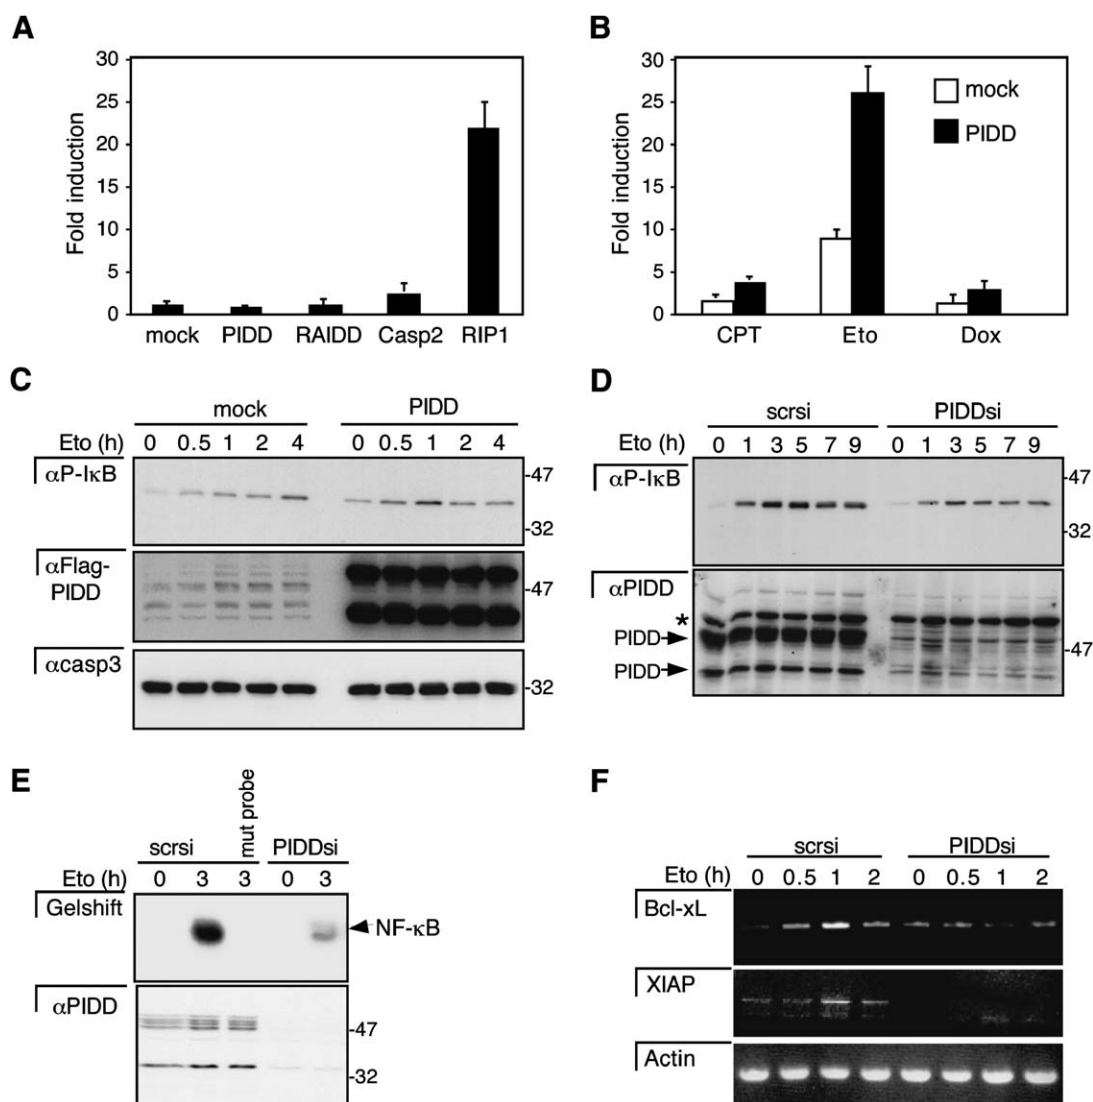 A
Fold induction
30
25
20
15
10
5
0
mock PIDD RAIDD Casp2 RIP1
B
Fold induction
30
25
20
15
10
5
0
mock
PIDD
CPT Eto Dox
C
mock PIDD
Eto (h) 0 0.5 1 2 4 0 0.5 1 2 4
αP-IκB
-47
-32
αFlag-
PIDD
-47
αcasp3
-32
D
scrsi PIDDsi
Eto (h) 0 1 3 5 7 9 0 1 3 5 7 9
αP-IκB
-47
-32
αPIDD
*
PIDD
PIDD
-47
E
scrsi mut probe PIDDsi
Eto (h) 0 3 3 0 3
Gelshift
NF-κB
αPIDD
-47
-32
F
scrsi PIDDsi
Eto (h) 0 0.5 1 2 0 0.5 1 2
Bcl-xL
XIAP
Actin